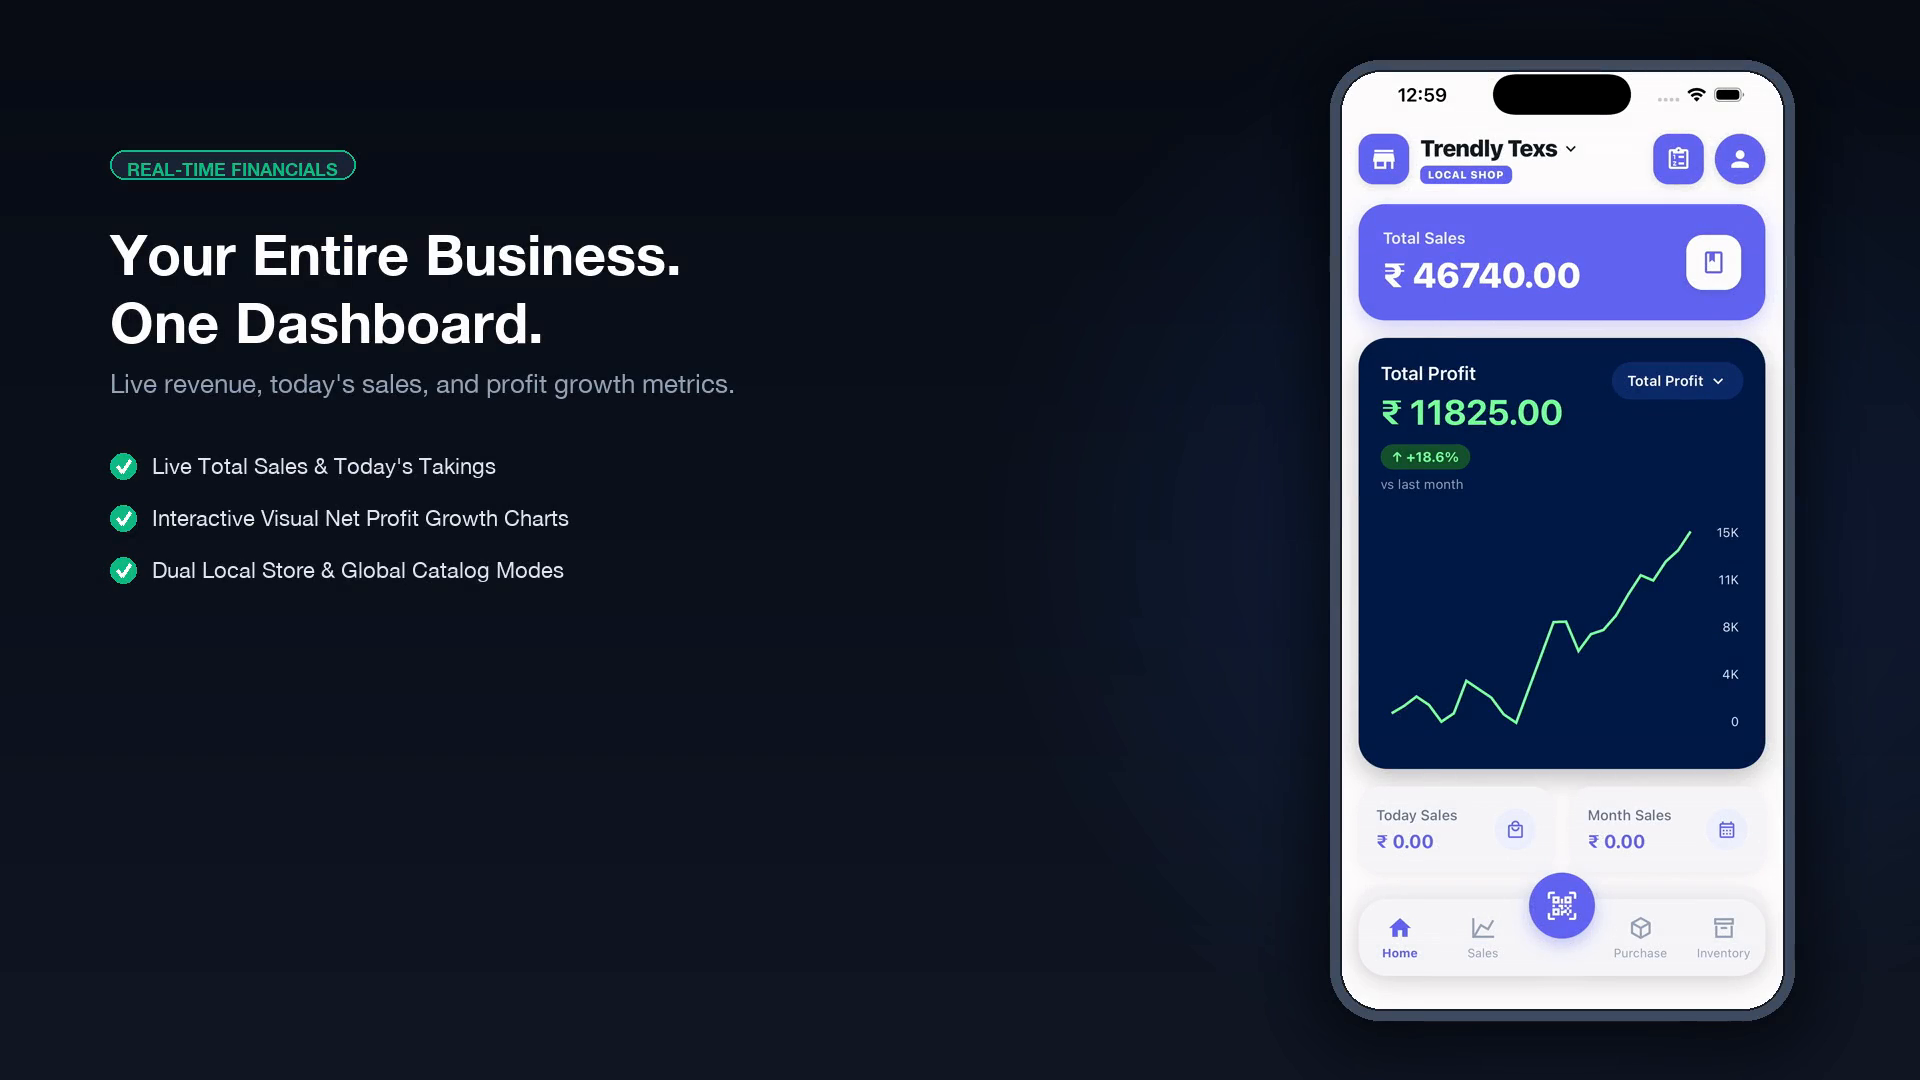 REAL-TIME FINANCIALS
Your Entire Business.
One Dashboard.
Live revenue, today's sales, and profit growth metrics.
Live Total Sales & Today's Takings
Interactive Visual Net Profit Growth Charts
Dual Local Store & Global Catalog Modes
12:59
Trendly Texs
LOCAL SHOP
Total Sales
₹ 46740.00
Total Profit
Total Profit
₹ 11825.00
↑ +18.6%
vs last month
15K
11K
8K
4K
0
Today Sales
₹ 0.00
Month Sales
₹ 0.00
Home
Sales
Purchase
Inventory